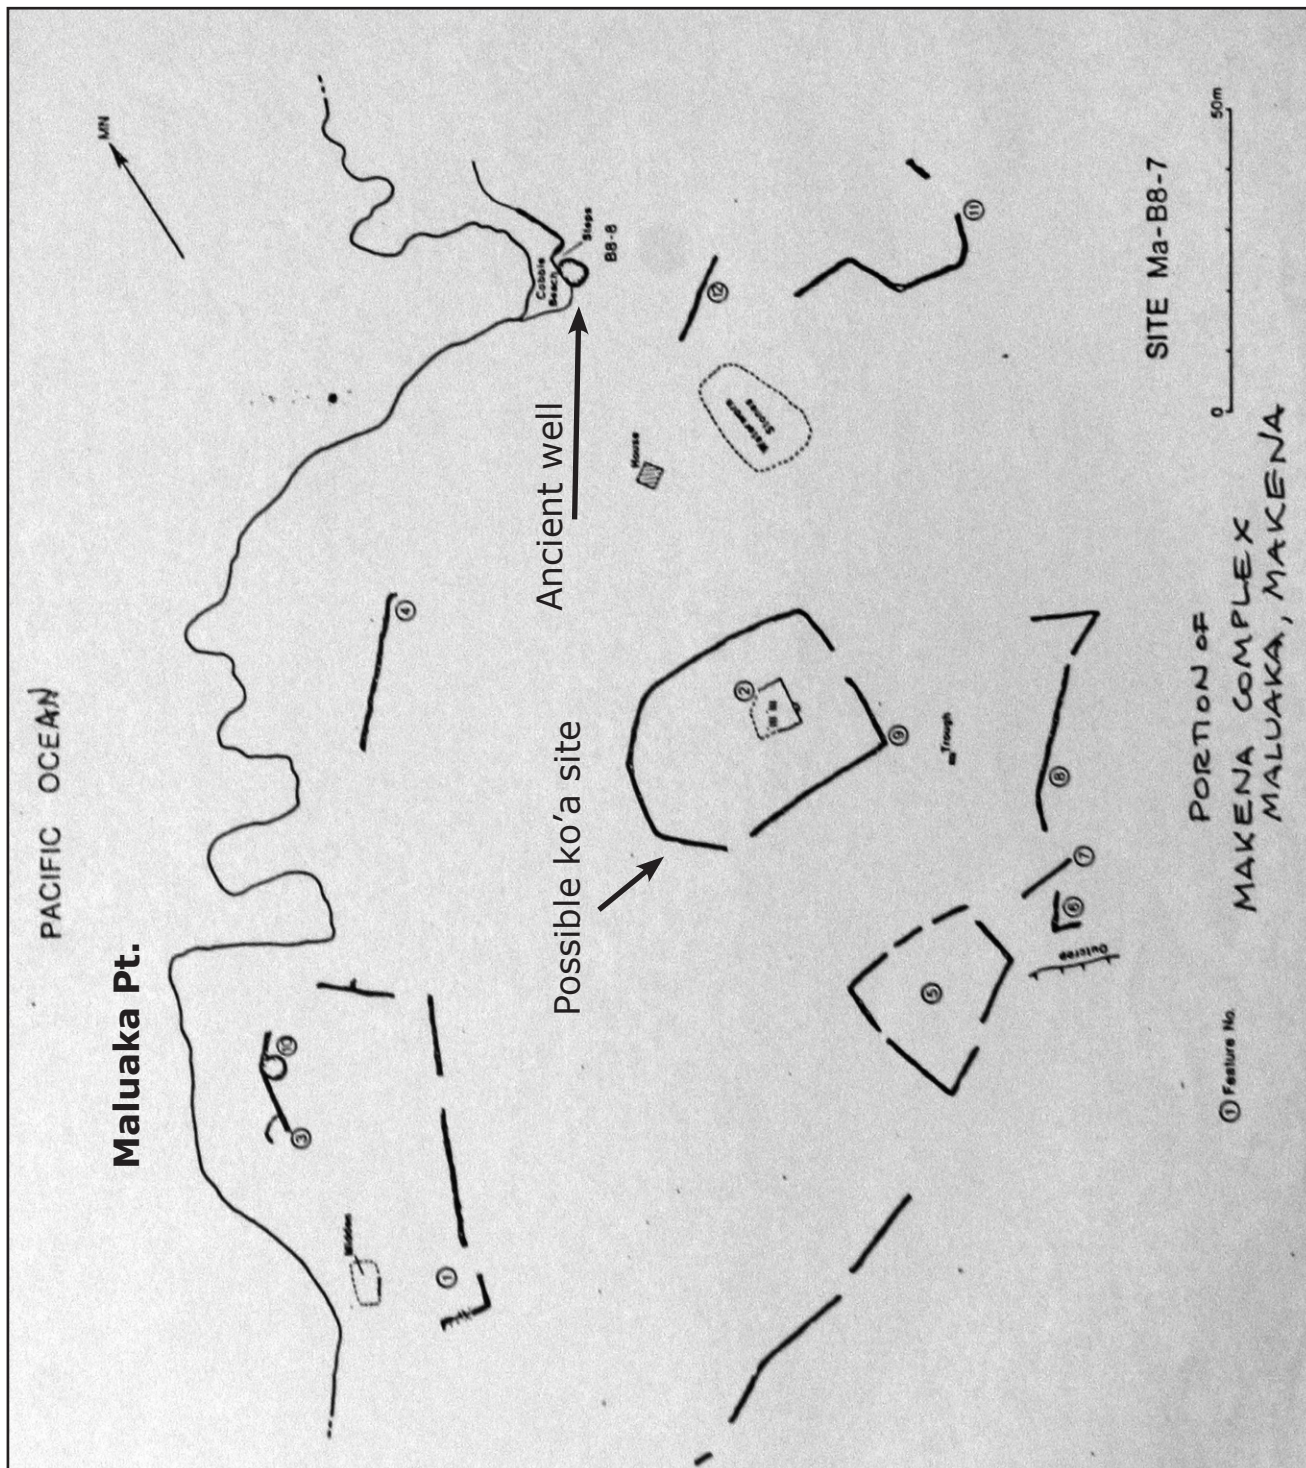 PACIFIC OCEAN
MN
Maluaka Pt.
Cobble
Beach
Steps
B8-8
Ancient well
Possible ko’a site
House
Waterworn
Stones
Trough
Midden
Outcrop
1
2
3
4
5
6
7
8
9
10
11
12
SITE Ma-B8-7
0
50m
PORTION OF
MAKENA COMPLEX
MALUAKA, MAKENA
1 Feature No.